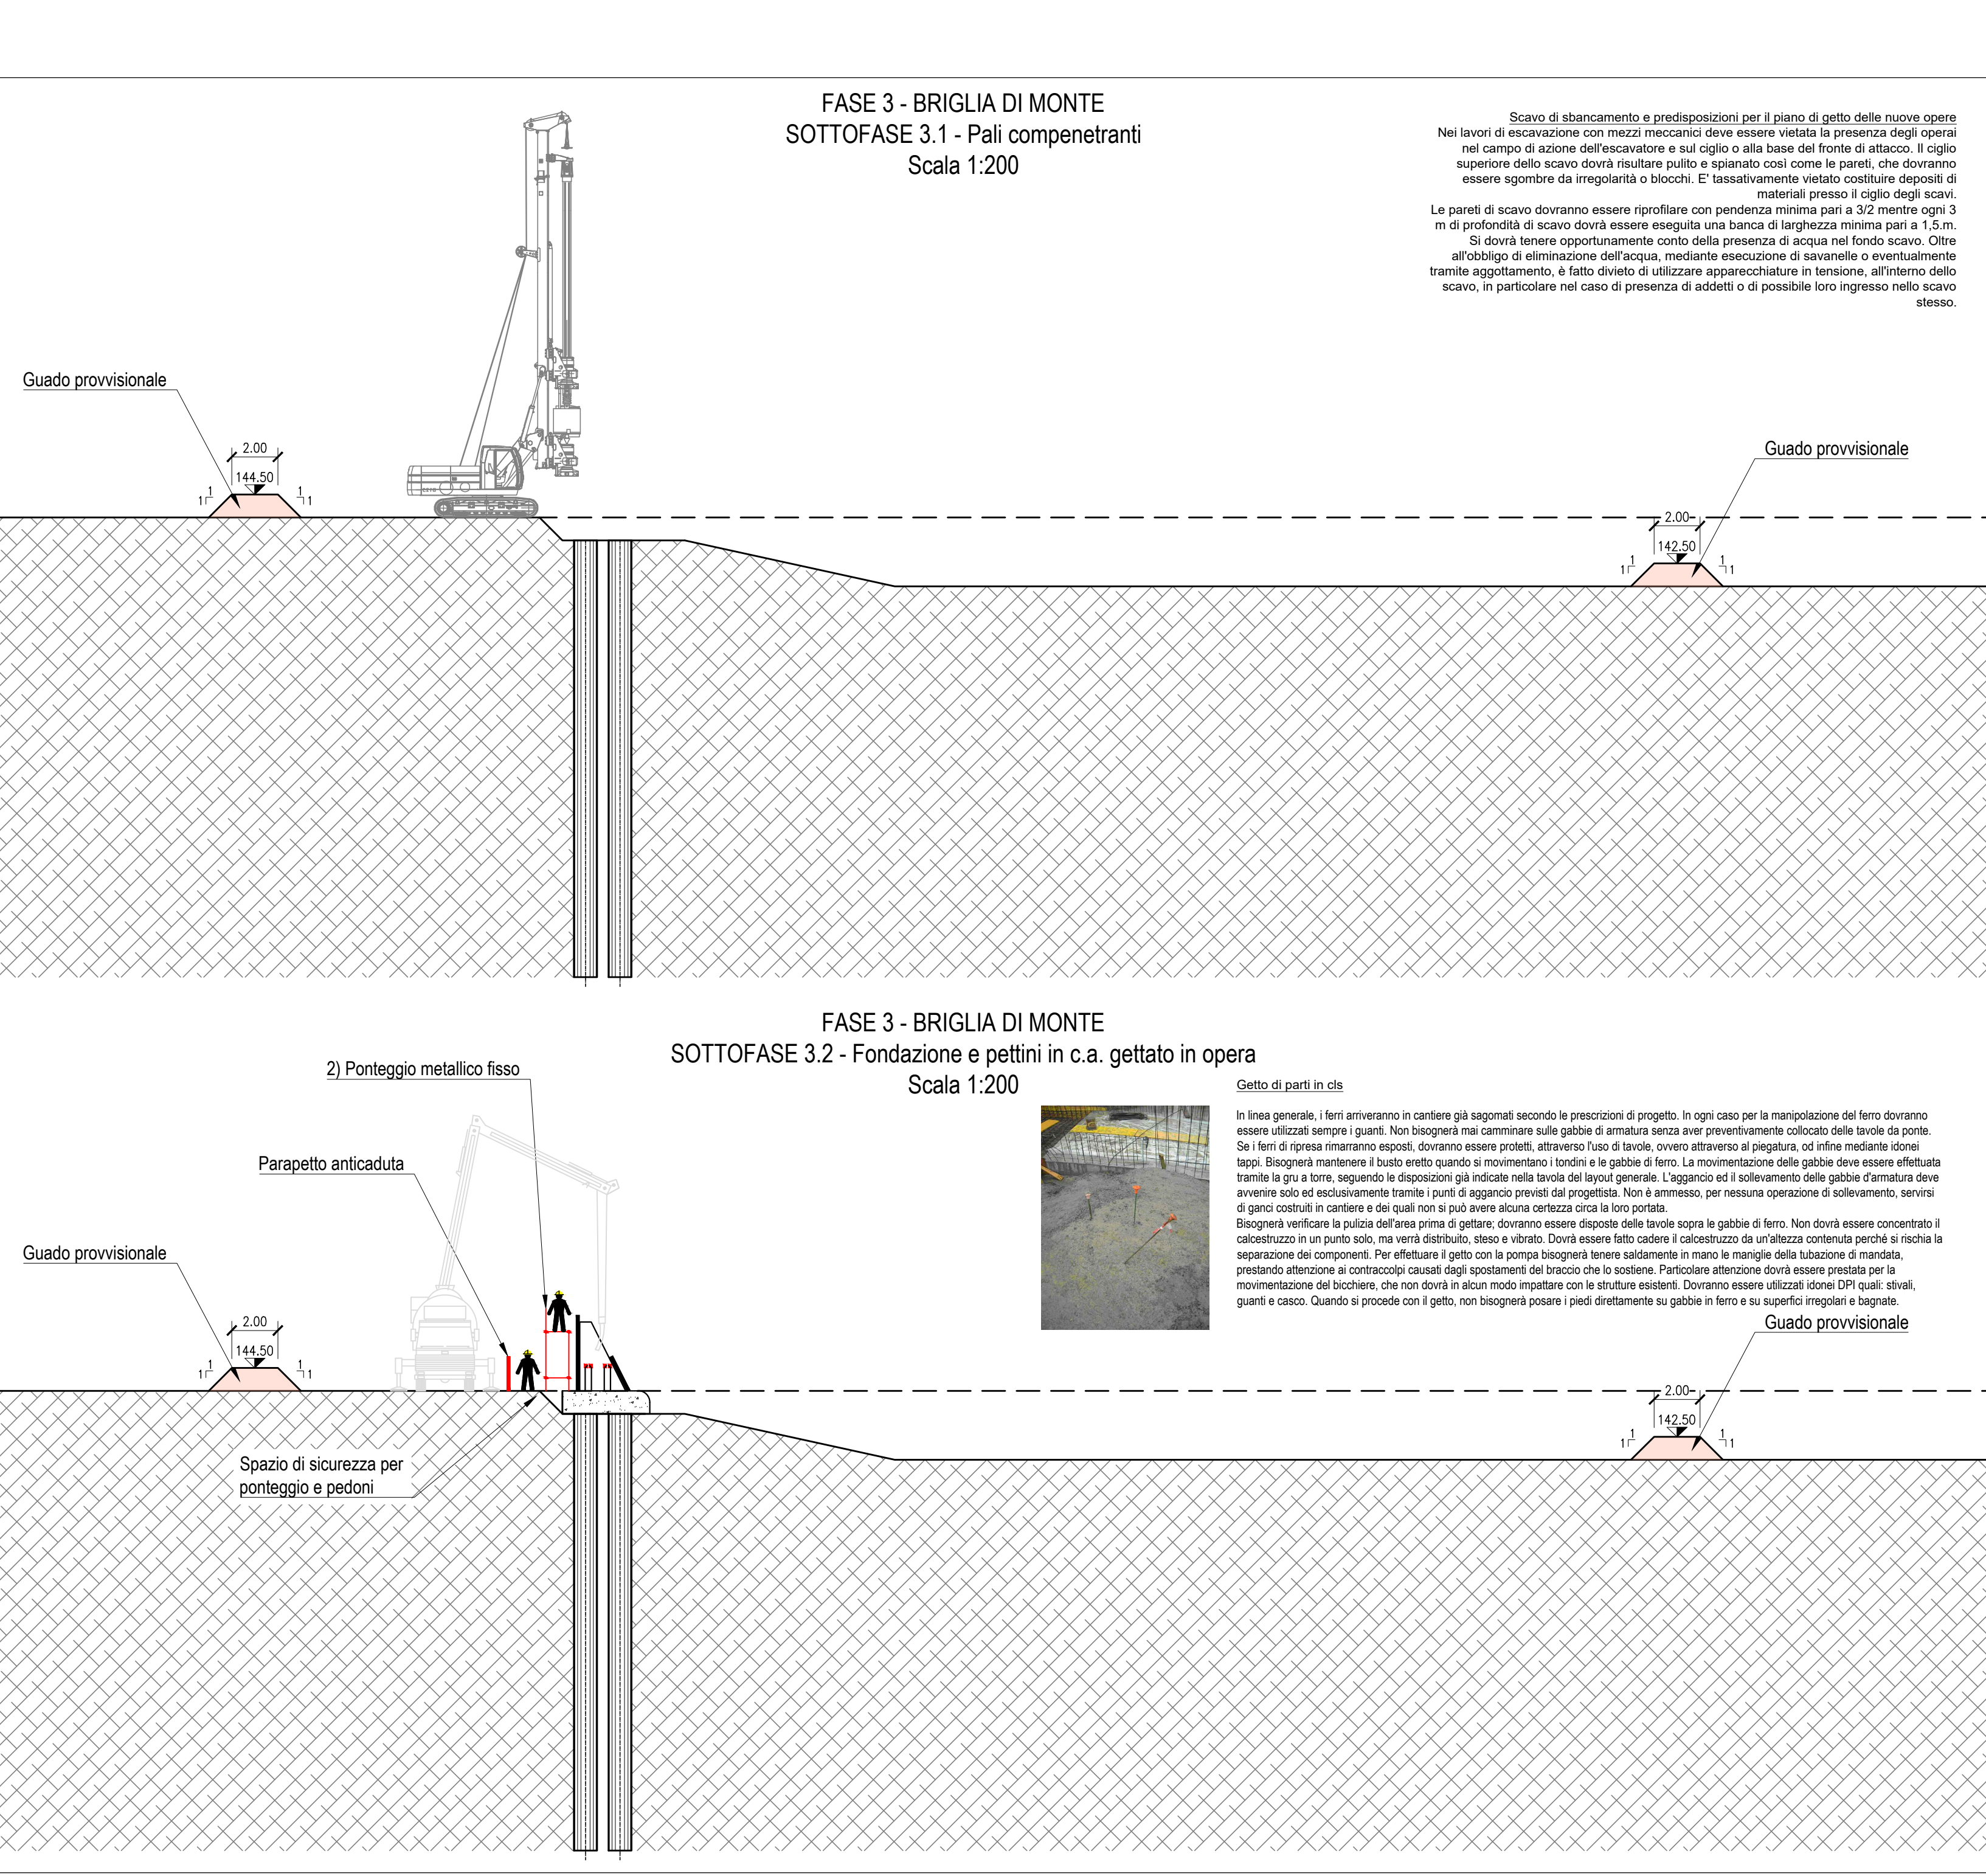 FASE 3 - BRIGLIA DI MONTE
SOTTOFASE 3.1 - Pali compenetranti
Scala 1:200
Scavo di sbancamento e predisposizioni per il piano di getto delle nuove opere
Nei lavori di escavazione con mezzi meccanici deve essere vietata la presenza degli operai
nel campo di azione dell'escavatore e sul ciglio o alla base del fronte di attacco. Il ciglio
superiore dello scavo dovrà risultare pulito e spianato così come le pareti, che dovranno
essere sgombre da irregolarità o blocchi. E' tassativamente vietato costituire depositi di
materiali presso il ciglio degli scavi.
Le pareti di scavo dovranno essere riprofilare con pendenza minima pari a 3/2 mentre ogni 3
m di profondità di scavo dovrà essere eseguita una banca di larghezza minima pari a 1,5.m.
Si dovrà tenere opportunamente conto della presenza di acqua nel fondo scavo. Oltre
all'obbligo di eliminazione dell'acqua, mediante esecuzione di savanelle o eventualmente
tramite aggottamento, è fatto divieto di utilizzare apparecchiature in tensione, all'interno dello
scavo, in particolare nel caso di presenza di addetti o di possibile loro ingresso nello scavo
stesso.
Guado provvisionale
2.00
144.50
1
1
1
1
Guado provvisionale
2.00
142.50
1
1
1
1
FASE 3 - BRIGLIA DI MONTE
SOTTOFASE 3.2 - Fondazione e pettini in c.a. gettato in opera
Scala 1:200
2) Ponteggio metallico fisso
Parapetto anticaduta
Guado provvisionale
2.00
144.50
1
1
1
1
Spazio di sicurezza per
ponteggio e pedoni
Getto di parti in cls
In linea generale, i ferri arriveranno in cantiere già sagomati secondo le prescrizioni di progetto. In ogni caso per la manipolazione del ferro dovranno
essere utilizzati sempre i guanti. Non bisognerà mai camminare sulle gabbie di armatura senza aver preventivamente collocato delle tavole da ponte.
Se i ferri di ripresa rimarranno esposti, dovranno essere protetti, attraverso l'uso di tavole, ovvero attraverso al piegatura, od infine mediante idonei
tappi. Bisognerà mantenere il busto eretto quando si movimentano i tondini e le gabbie di ferro. La movimentazione delle gabbie deve essere effettuata
tramite la gru a torre, seguendo le disposizioni già indicate nella tavola del layout generale. L'aggancio ed il sollevamento delle gabbie d'armatura deve
avvenire solo ed esclusivamente tramite i punti di aggancio previsti dal progettista. Non è ammesso, per nessuna operazione di sollevamento, servirsi
di ganci costruiti in cantiere e dei quali non si può avere alcuna certezza circa la loro portata.
Bisognerà verificare la pulizia dell'area prima di gettare; dovranno essere disposte delle tavole sopra le gabbie di ferro. Non dovrà essere concentrato il
calcestruzzo in un punto solo, ma verrà distribuito, steso e vibrato. Dovrà essere fatto cadere il calcestruzzo da un'altezza contenuta perché si rischia la
separazione dei componenti. Per effettuare il getto con la pompa bisognerà tenere saldamente in mano le maniglie della tubazione di mandata,
prestando attenzione ai contraccolpi causati dagli spostamenti del braccio che lo sostiene. Particolare attenzione dovrà essere prestata per la
movimentazione del bicchiere, che non dovrà in alcun modo impattare con le strutture esistenti. Dovranno essere utilizzati idonei DPI quali: stivali,
guanti e casco. Quando si procede con il getto, non bisognerà posare i piedi direttamente su gabbie in ferro e su superfici irregolari e bagnate.
Guado provvisionale
2.00
142.50
1
1
1
1